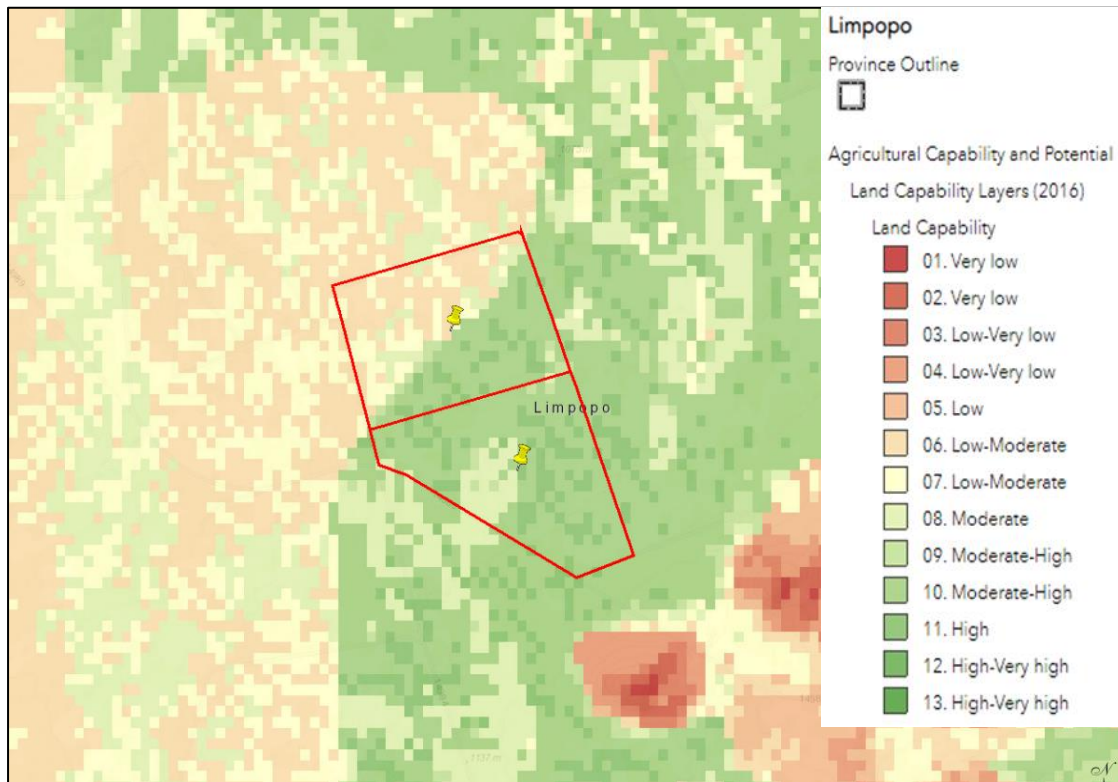 Limpopo
Province Outline
Agricultural Capability and Potential
Land Capability Layers (2016)
Land Capability
01. Very low
02. Very low
03. Low-Very low
04. Low-Very low
05. Low
06. Low-Moderate
07. Low-Moderate
08. Moderate
09. Moderate-High
10. Moderate-High
11. High
12. High-Very high
13. High-Very high
Limpopo
1137 m
N